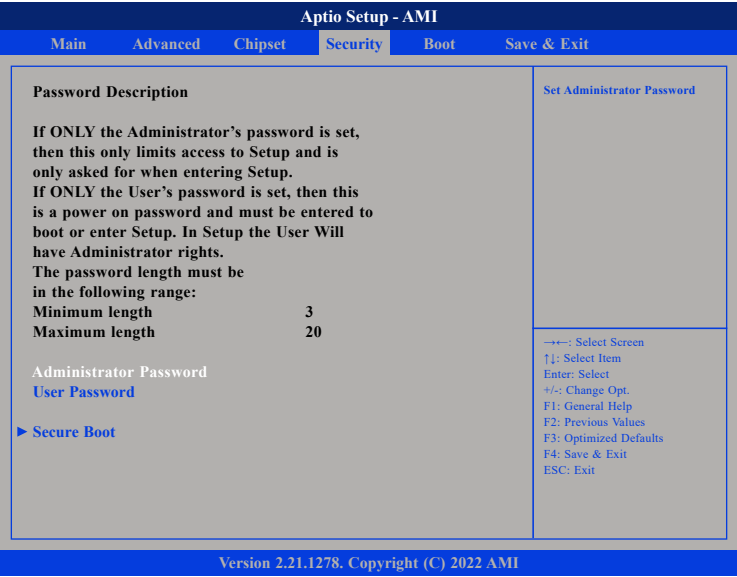 Aptio Setup - AMI
Main Advanced Chipset Security Boot Save & Exit
Password Description
If ONLY the Administrator's password is set,
then this only limits access to Setup and is
only asked for when entering Setup.
If ONLY the User's password is set, then this
is a power on password and must be entered to
boot or enter Setup. In Setup the User Will
have Administrator rights.
The password length must be
in the following range:
Minimum length 3
Maximum length 20
Administrator Password
User Password
► Secure Boot
Set Administrator Password
→←: Select Screen
↑↓: Select Item
Enter: Select
+/-: Change Opt.
F1: General Help
F2: Previous Values
F3: Optimized Defaults
F4: Save & Exit
ESC: Exit
Version 2.21.1278. Copyright (C) 2022 AMI